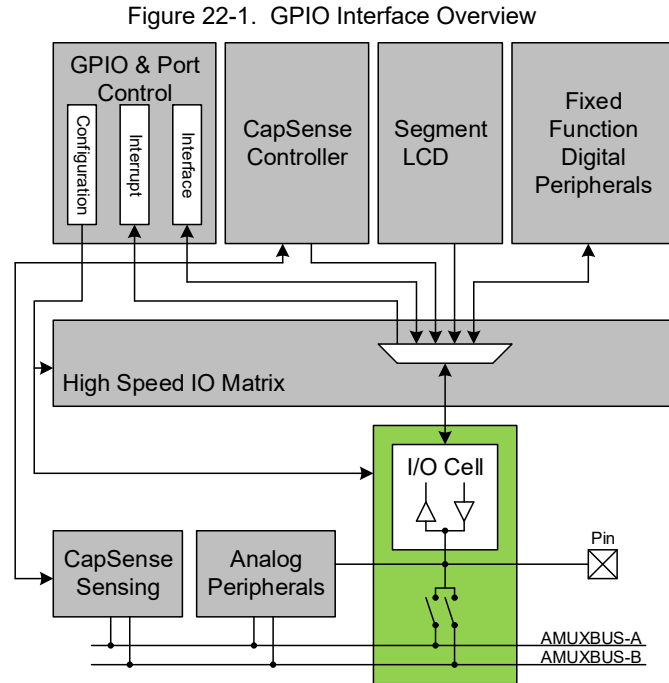 Figure 22-1. GPIO Interface Overview
GPIO & Port
Control
Configuration
Interrupt
Interface
CapSense
Controller
Segment
LCD
Fixed
Function
Digital
Peripherals
High Speed IO Matrix
I/O Cell
CapSense
Sensing
Analog
Peripherals
Pin
AMUXBUS-A
AMUXBUS-B